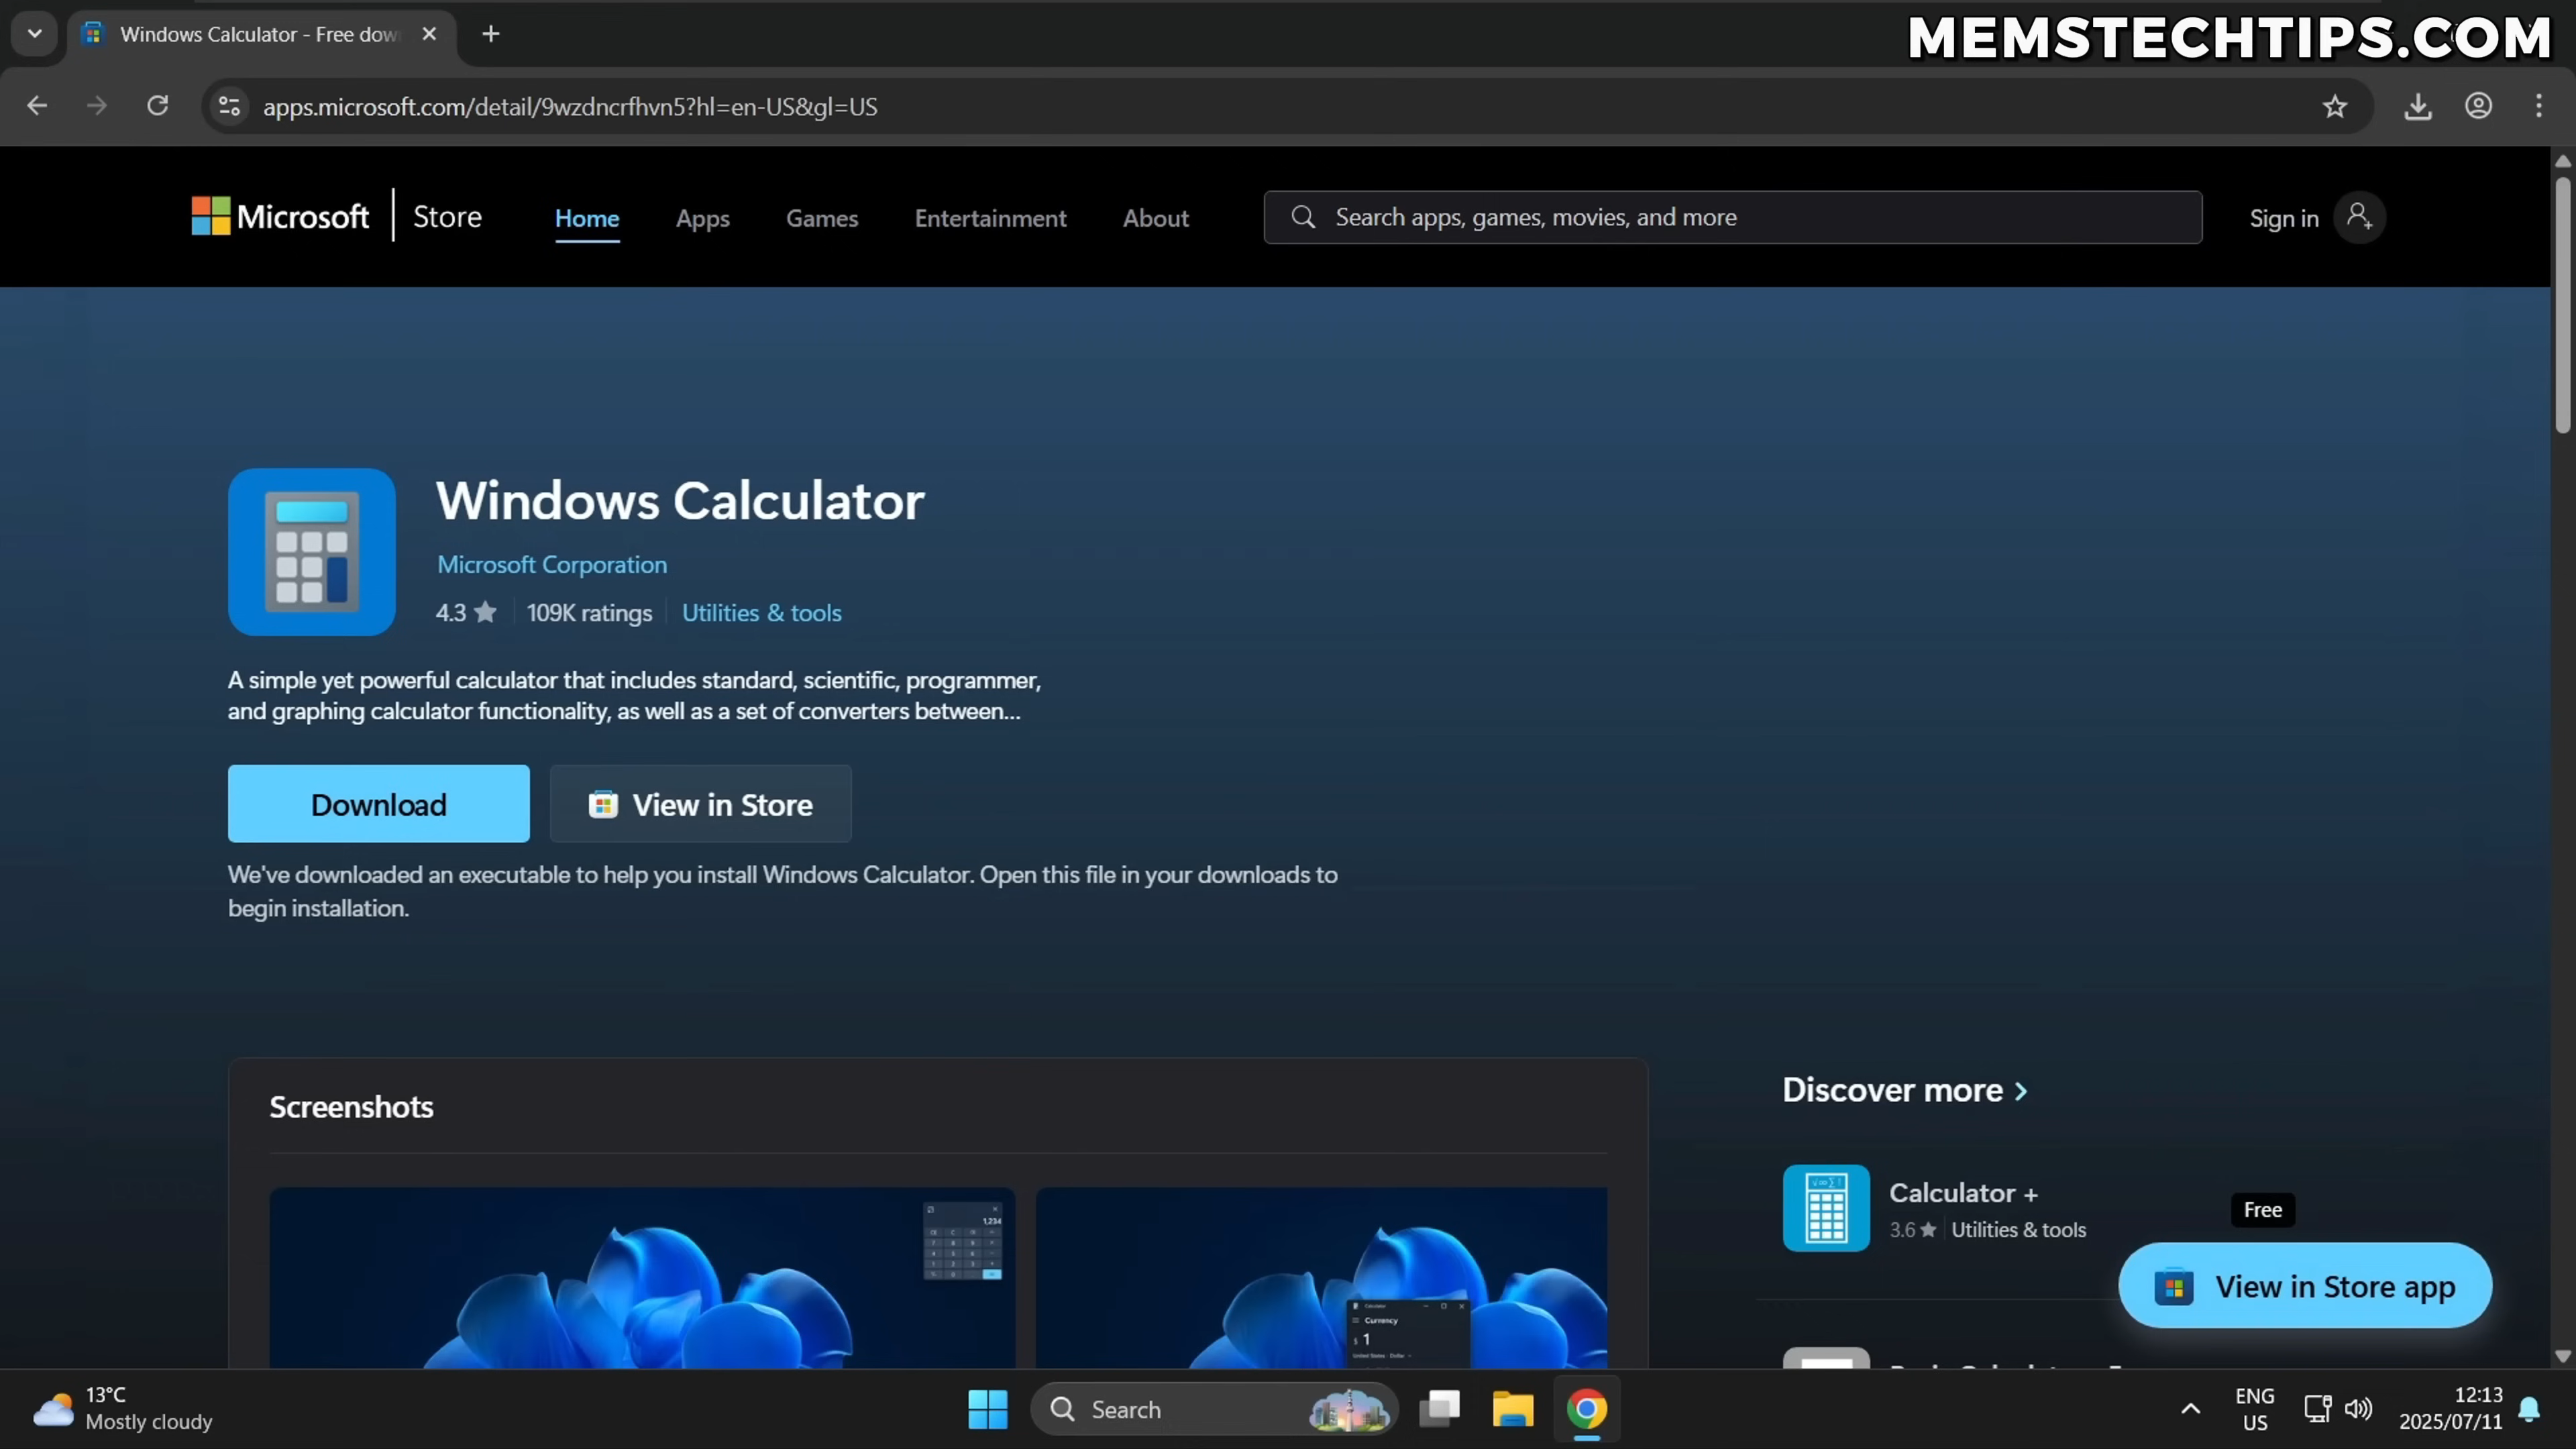 Windows Calculator - Free dow
MEMSTECHTIPS.COM
apps.microsoft.com/detail/9wzdncrfhvn5?hl=en-US&gl=US
Microsoft | Store
Home
Apps
Games
Entertainment
About
Search apps, games, movies, and more
Sign in
Windows Calculator
Microsoft Corporation
4.3 ★ 109K ratings Utilities & tools
A simple yet powerful calculator that includes standard, scientific, programmer,
and graphing calculator functionality, as well as a set of converters between...
Download
View in Store
We've downloaded an executable to help you install Windows Calculator. Open this file in your downloads to
begin installation.
Screenshots
1,234
Calculator
Currency
$ 1
Discover more >
Calculator +
3.6 ★ Utilities & tools
Free
View in Store app
13°C
Mostly cloudy
Search
ENG
US
12:13
2025/07/11